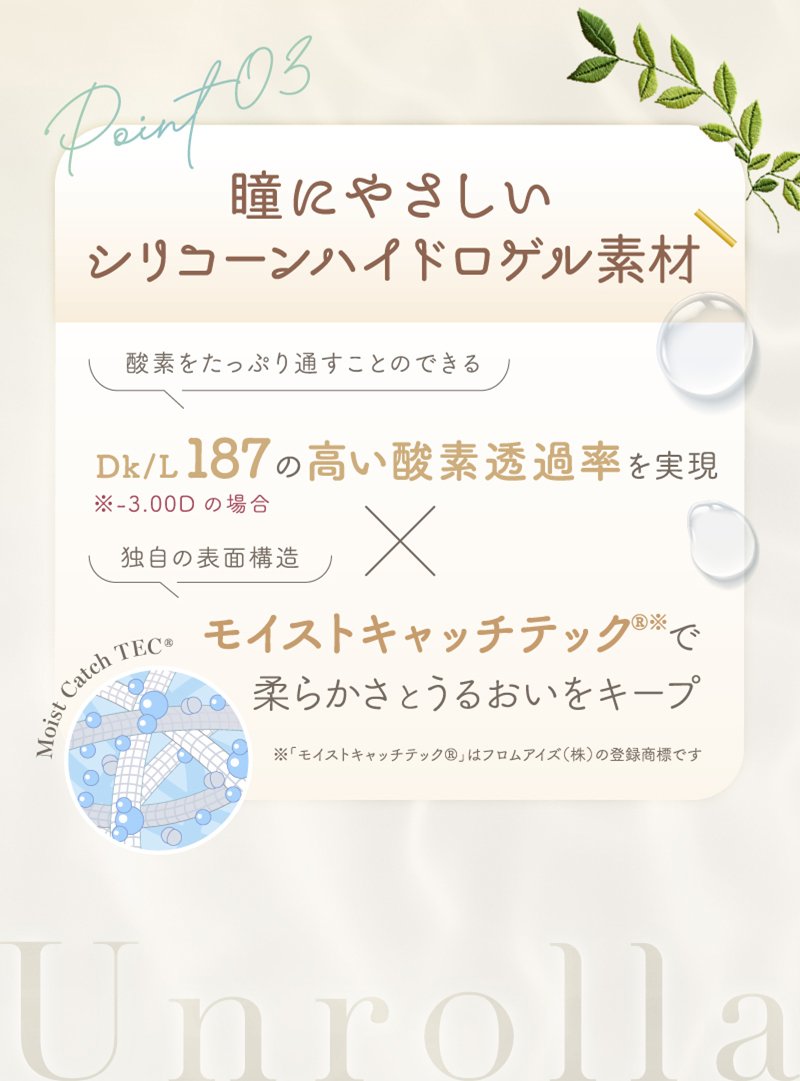 Point 03
瞳にやさしい
シリコーンハイドロゲル素材
酸素をたっぷり通すことのできる
Dk/L 187の高い酸素透過率を実現
※-3.00D の場合
×
独自の表面構造
モイストキャッチテック®※で
柔らかさとうるおいをキープ
Moist Catch TEC®
※「モイストキャッチテック®」はフロムアイズ(株)の登録商標です
Unrolla